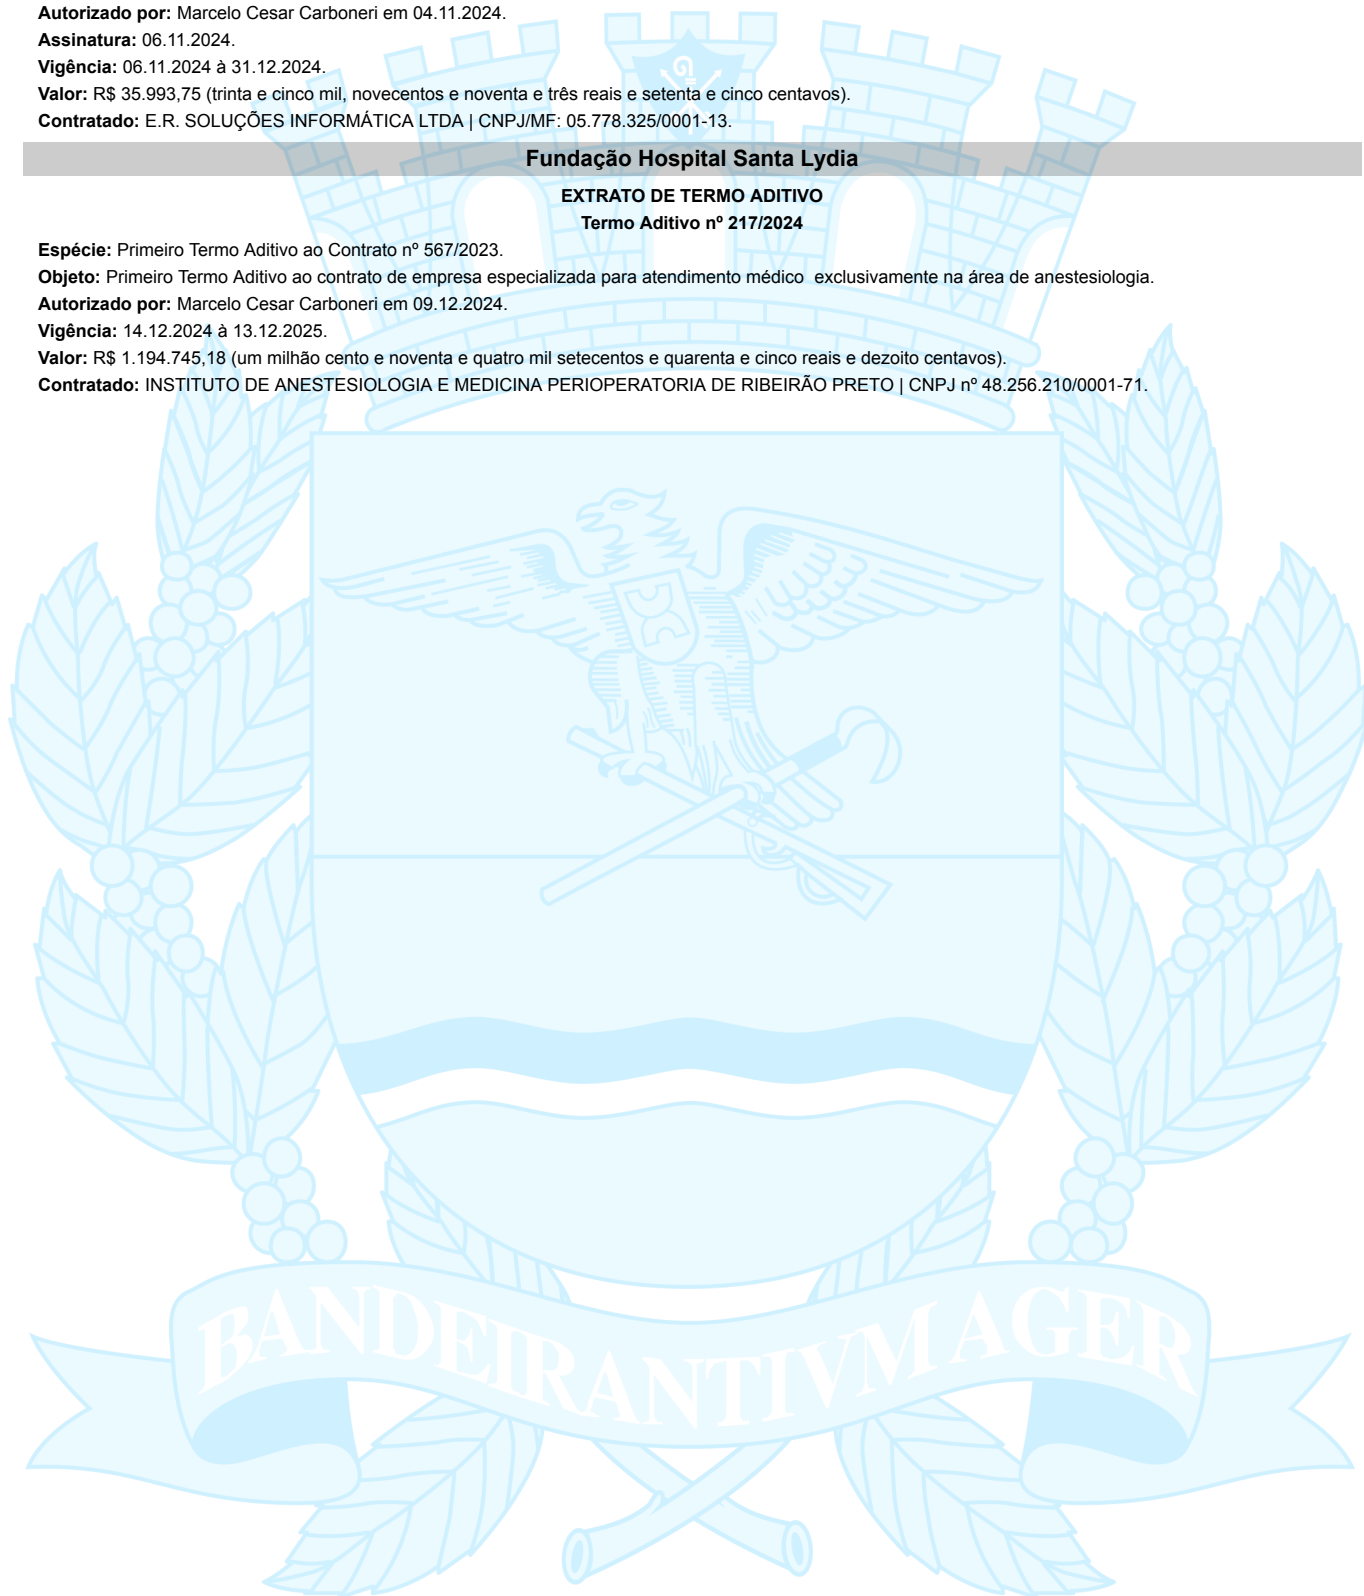 Autorizado por: Marcelo Cesar Carboneri em 04.11.2024.
Assinatura: 06.11.2024.
Vigência: 06.11.2024 à 31.12.2024.
Valor: R$ 35.993,75 (trinta e cinco mil, novecentos e noventa e três reais e setenta e cinco centavos).
Contratado: E.R. SOLUÇÕES INFORMÁTICA LTDA | CNPJ/MF: 05.778.325/0001-13.
Fundação Hospital Santa Lydia
EXTRATO DE TERMO ADITIVO
Termo Aditivo nº 217/2024
Espécie: Primeiro Termo Aditivo ao Contrato nº 567/2023.
Objeto: Primeiro Termo Aditivo ao contrato de empresa especializada para atendimento médico  exclusivamente na área de anestesiologia.
Autorizado por: Marcelo Cesar Carboneri em 09.12.2024.
Vigência: 14.12.2024 à 13.12.2025.
Valor: R$ 1.194.745,18 (um milhão cento e noventa e quatro mil setecentos e quarenta e cinco reais e dezoito centavos).
Contratado: INSTITUTO DE ANESTESIOLOGIA E MEDICINA PERIOPERATORIA DE RIBEIRÃO PRETO | CNPJ nº 48.256.210/0001-71.
BANDEIRANTIVM AGER